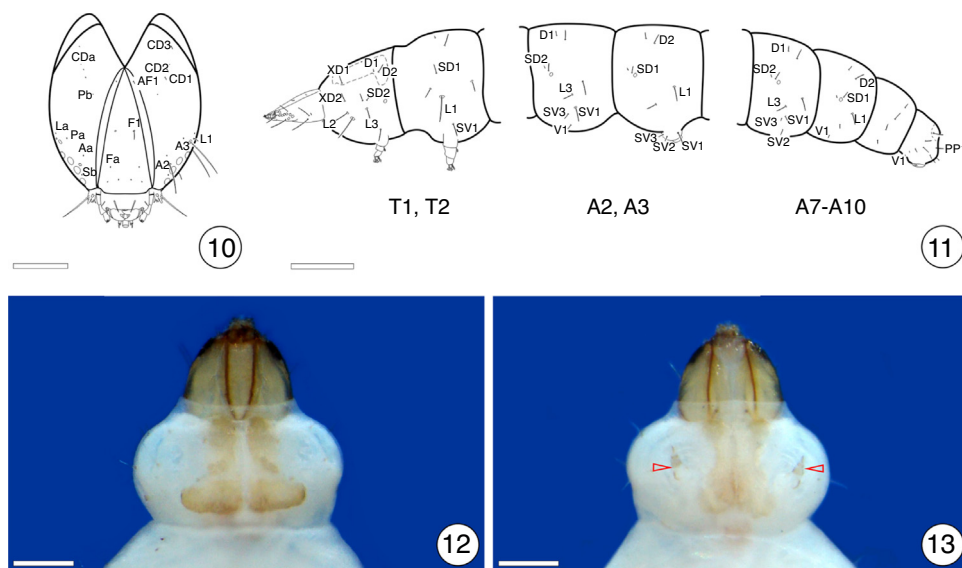 CDa
CD3
CD2
CD1
AF1
Pb
La
Pa
Aa
Sb
Fa
F1
L1
A3
A2
10
XD1
D1
D2
XD2
SD2
SD1
L2
L3
L1
SV1
T1, T2
D1
SD2
L3
SV3
SV1
V1
D2
SD1
L1
SV3
SV2
SV1
A2, A3
D1
SD2
L3
SV3
SV1
SV2
D2
SD1
L1
V1
V1
PP1
A7-A10
11
12
13